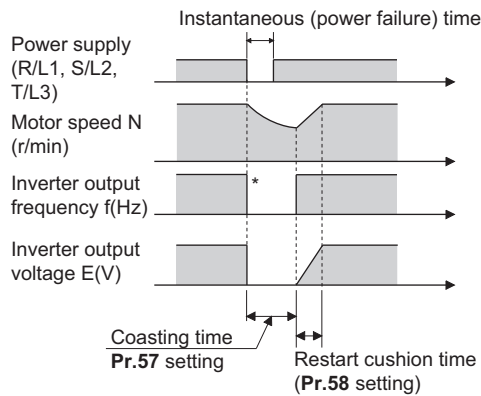 Instantaneous (power failure) time
Power supply
(R/L1, S/L2,
T/L3)
Motor speed N
(r/min)
Inverter output
frequency f(Hz)
*
Inverter output
voltage E(V)
Coasting time
Pr.57 setting
Restart cushion time
(Pr.58 setting)